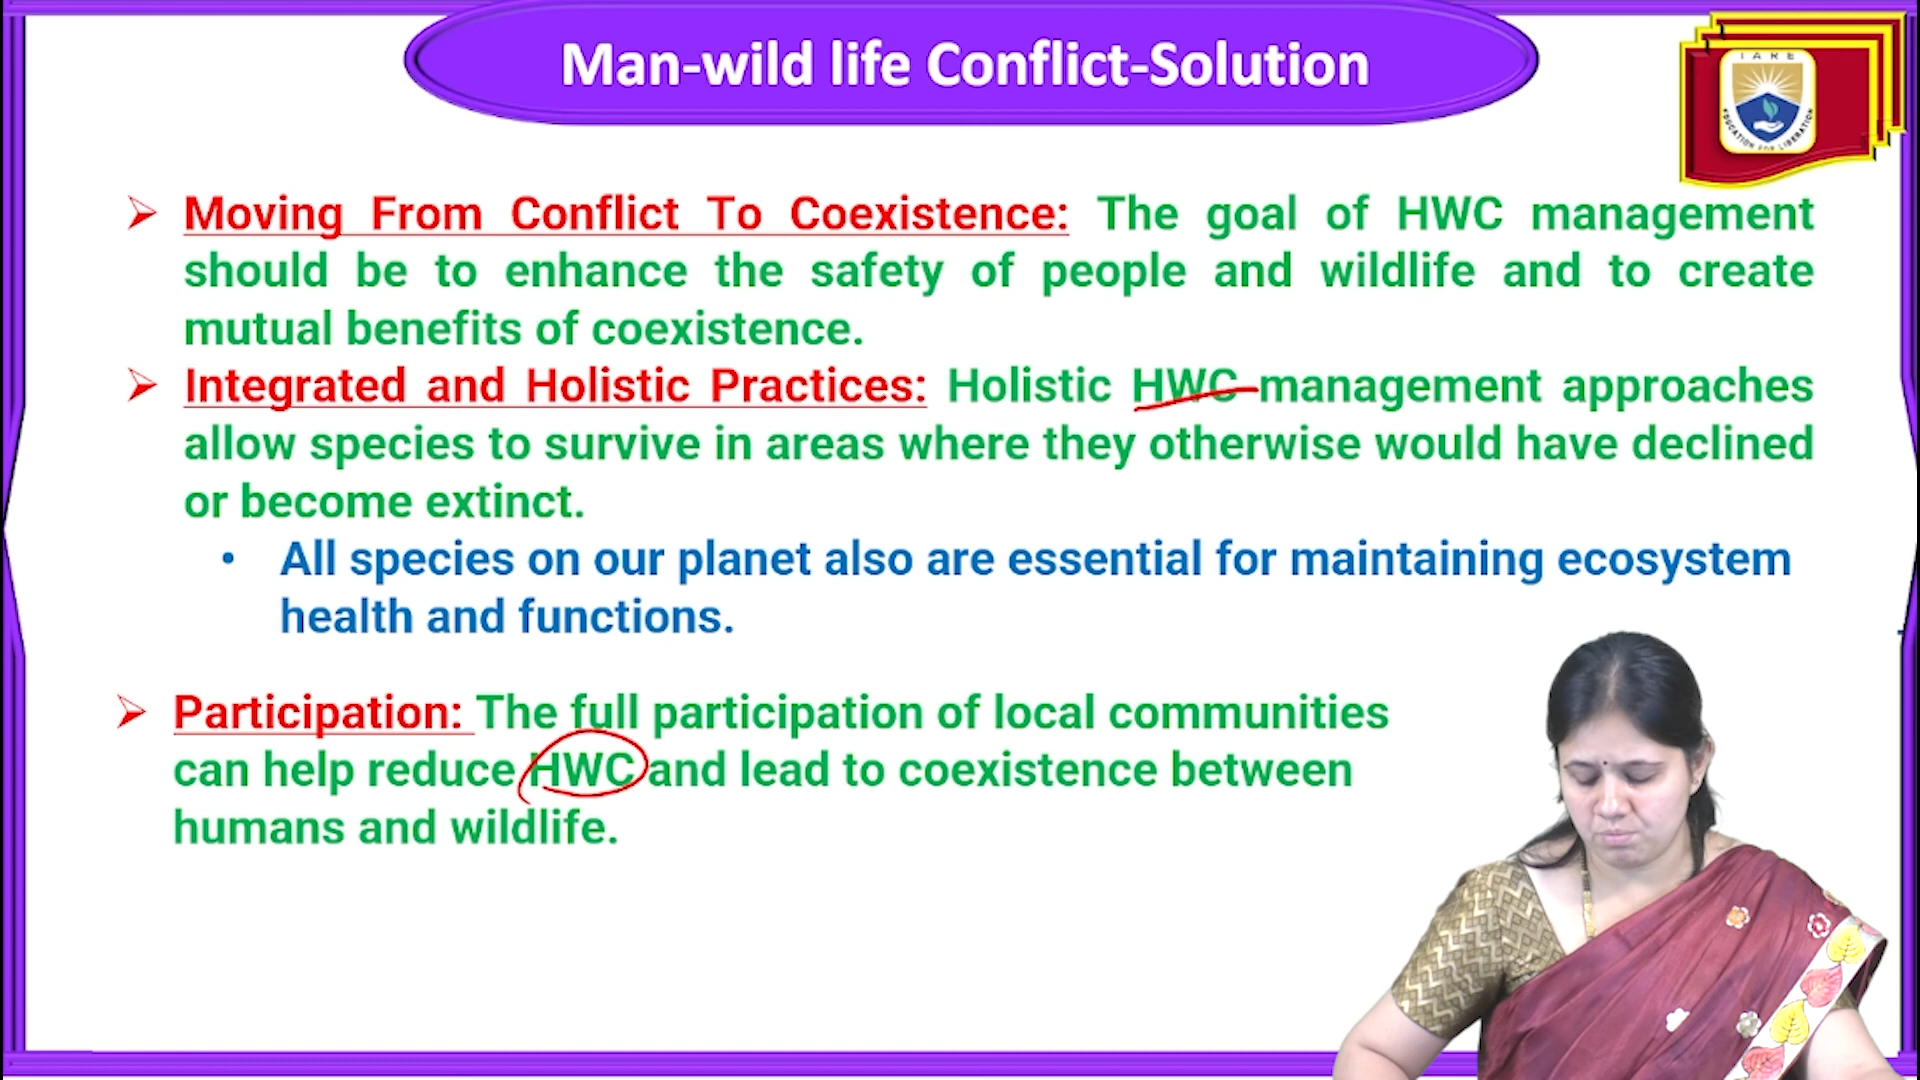 Man-wild life Conflict-Solution
IARE
EDUCATION FOR LIBERATION
➢ Moving From Conflict To Coexistence: The goal of HWC management
should be to enhance the safety of people and wildlife and to create
mutual benefits of coexistence.
➢ Integrated and Holistic Practices: Holistic HWC management approaches
allow species to survive in areas where they otherwise would have declined
or become extinct.
• All species on our planet also are essential for maintaining ecosystem
health and functions.
➢ Participation: The full participation of local communities
can help reduce HWC and lead to coexistence between
humans and wildlife.